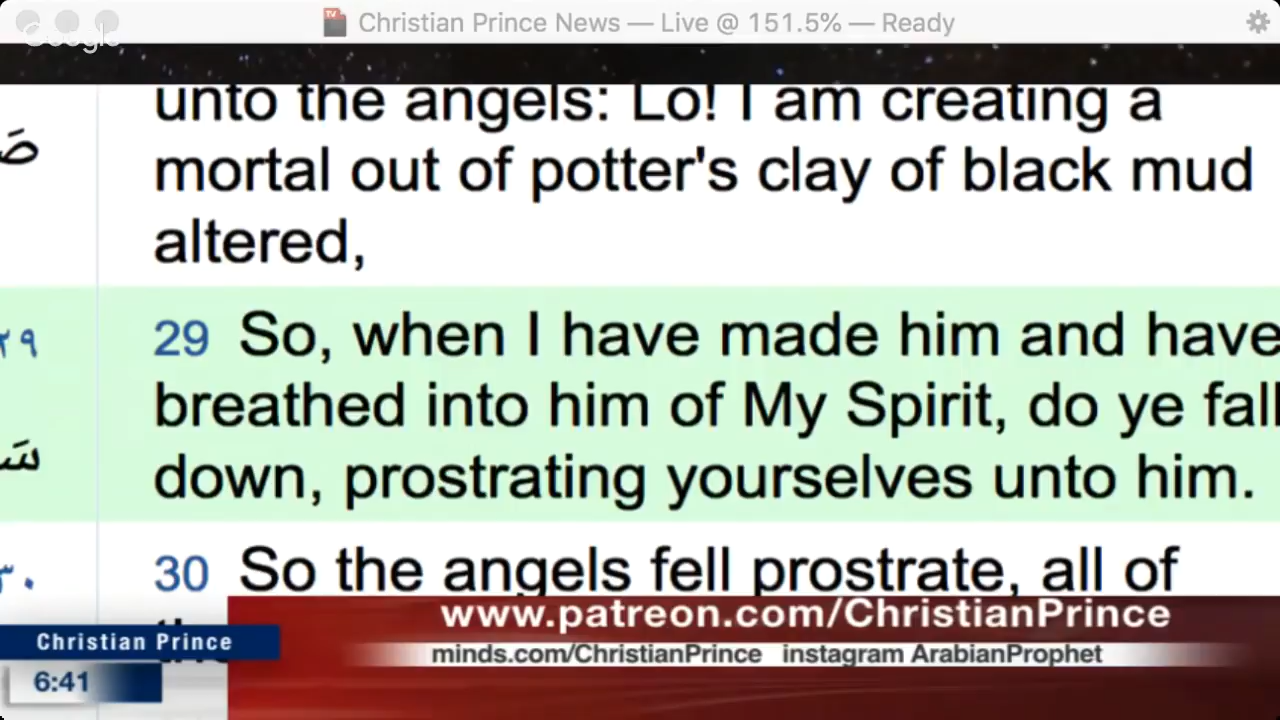 Christian Prince News — Live @ 151.5% — Ready
Google
unto the angels: Lo! I am creating a
mortal out of potter's clay of black mud
altered,
29 So, when I have made him and have
٢٩
breathed into him of My Spirit, do ye fall
down, prostrating yourselves unto him.
30 So the angels fell prostrate, all of
٣٠
www.patreon.com/ChristianPrince
Christian Prince
minds.com/ChristianPrince instagram ArabianProphet
6:41